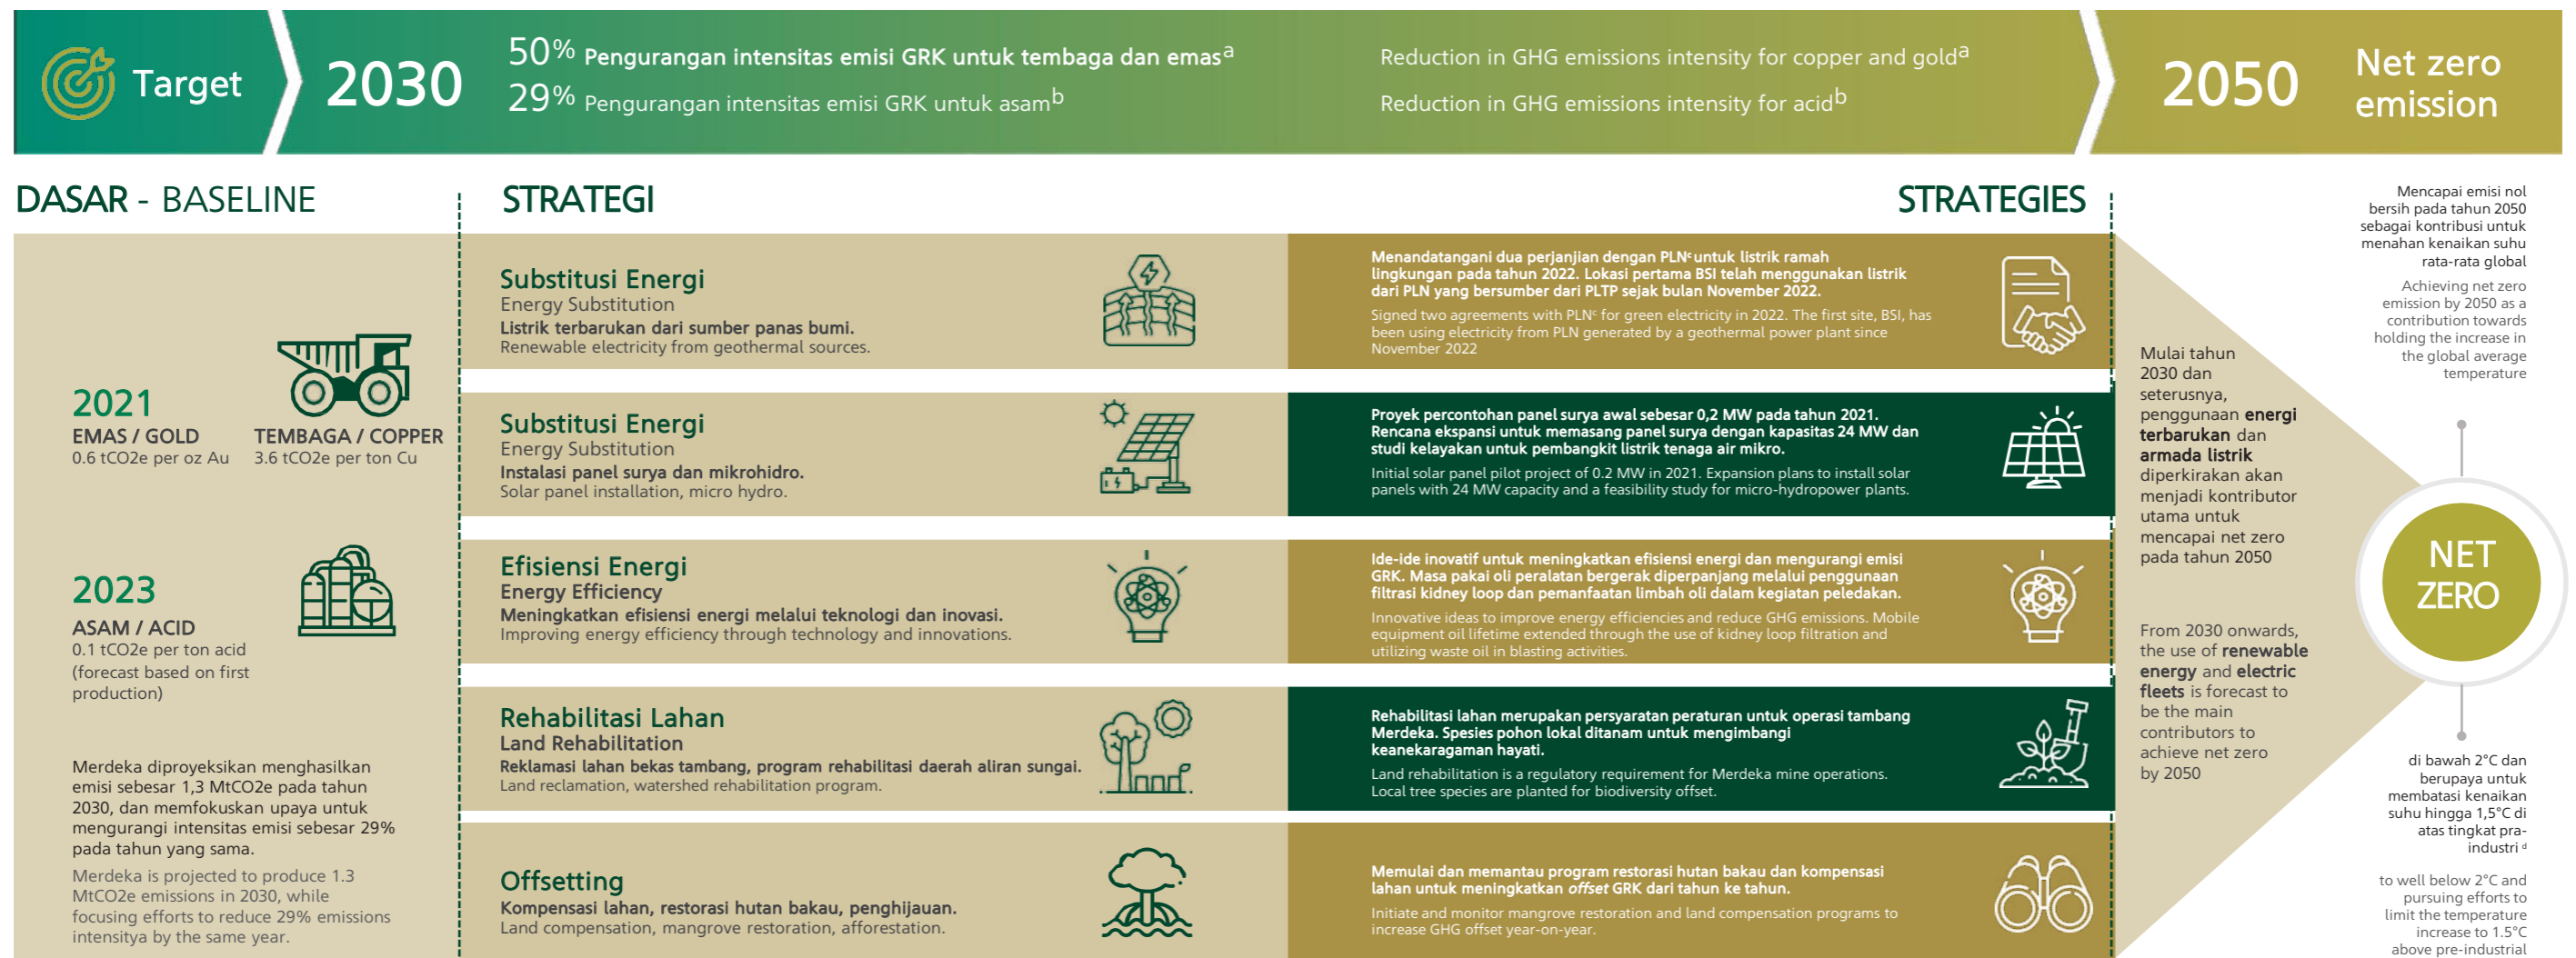 Target
2030
50% Pengurangan intensitas emisi GRK untuk tembaga dan emasa
Reduction in GHG emissions intensity for copper and golda
29% Pengurangan intensitas emisi GRK untuk asamb
Reduction in GHG emissions intensity for acidb
2050
Net zero
emission
DASAR - BASELINE
2021
EMAS / GOLD
0.6 tCO2e per oz Au
TEMBAGA / COPPER
3.6 tCO2e per ton Cu
2023
ASAM / ACID
0.1 tCO2e per ton acid
(forecast based on first
production)
Merdeka diproyeksikan menghasilkan
emisi sebesar 1,3 MtCO2e pada tahun
2030, dan memfokuskan upaya untuk
mengurangi intensitas emisi sebesar 29%
pada tahun yang sama.
Merdeka is projected to produce 1.3
MtCO2e emissions in 2030, while
focusing efforts to reduce 29% emissions
intensitya by the same year.
STRATEGI
STRATEGIES
Substitusi Energi
Energy Substitution
Listrik terbarukan dari sumber panas bumi.
Renewable electricity from geothermal sources.
Menandatangani dua perjanjian dengan PLNc untuk listrik ramah
lingkungan pada tahun 2022. Lokasi pertama BSI telah menggunakan listrik
dari PLN yang bersumber dari PLTP sejak bulan November 2022.
Signed two agreements with PLNc for green electricity in 2022. The first site, BSI, has
been using electricity from PLN generated by a geothermal power plant since
November 2022
Substitusi Energi
Energy Substitution
Instalasi panel surya dan mikrohidro.
Solar panel installation, micro hydro.
Proyek percontohan panel surya awal sebesar 0,2 MW pada tahun 2021.
Rencana ekspansi untuk memasang panel surya dengan kapasitas 24 MW dan
studi kelayakan untuk pembangkit listrik tenaga air mikro.
Initial solar panel pilot project of 0.2 MW in 2021. Expansion plans to install solar
panels with 24 MW capacity and a feasibility study for micro-hydropower plants.
Efisiensi Energi
Energy Efficiency
Meningkatkan efisiensi energi melalui teknologi dan inovasi.
Improving energy efficiency through technology and innovations.
Ide-ide inovatif untuk meningkatkan efisiensi energi dan mengurangi emisi
GRK. Masa pakai oli peralatan bergerak diperpanjang melalui penggunaan
filtrasi kidney loop dan pemanfaatan limbah oli dalam kegiatan peledakan.
Innovative ideas to improve energy efficiencies and reduce GHG emissions. Mobile
equipment oil lifetime extended through the use of kidney loop filtration and
utilizing waste oil in blasting activities.
Rehabilitasi Lahan
Land Rehabilitation
Reklamasi lahan bekas tambang, program rehabilitasi daerah aliran sungai.
Land reclamation, watershed rehabilitation program.
Rehabilitasi lahan merupakan persyaratan peraturan untuk operasi tambang
Merdeka. Spesies pohon lokal ditanam untuk mengimbangi
keanekaragaman hayati.
Land rehabilitation is a regulatory requirement for Merdeka mine operations.
Local tree species are planted for biodiversity offset.
Offsetting
Kompensasi lahan, restorasi hutan bakau, penghijauan.
Land compensation, mangrove restoration, afforestation.
Memulai dan memantau program restorasi hutan bakau dan kompensasi
lahan untuk meningkatkan offset GRK dari tahun ke tahun.
Initiate and monitor mangrove restoration and land compensation programs to
increase GHG offset year-on-year.
Mulai tahun
2030 dan
seterusnya,
penggunaan energi
terbarukan dan
armada listrik
diperkirakan akan
menjadi kontributor
utama untuk
mencapai net zero
pada tahun 2050
From 2030 onwards,
the use of renewable
energy and electric
fleets is forecast to
be the main
contributors to
achieve net zero
by 2050
Mencapai emisi nol
bersih pada tahun 2050
sebagai kontribusi untuk
menahan kenaikan suhu
rata-rata global
Achieving net zero
emission by 2050 as a
contribution towards
holding the increase in
the global average
temperature
NET
ZERO
di bawah 2°C dan
berupaya untuk
membatasi kenaikan
suhu hingga 1,5°C di
atas tingkat pra-
industri d
to well below 2°C and
pursuing efforts to
limit the temperature
increase to 1.5°C
above pre-industrial